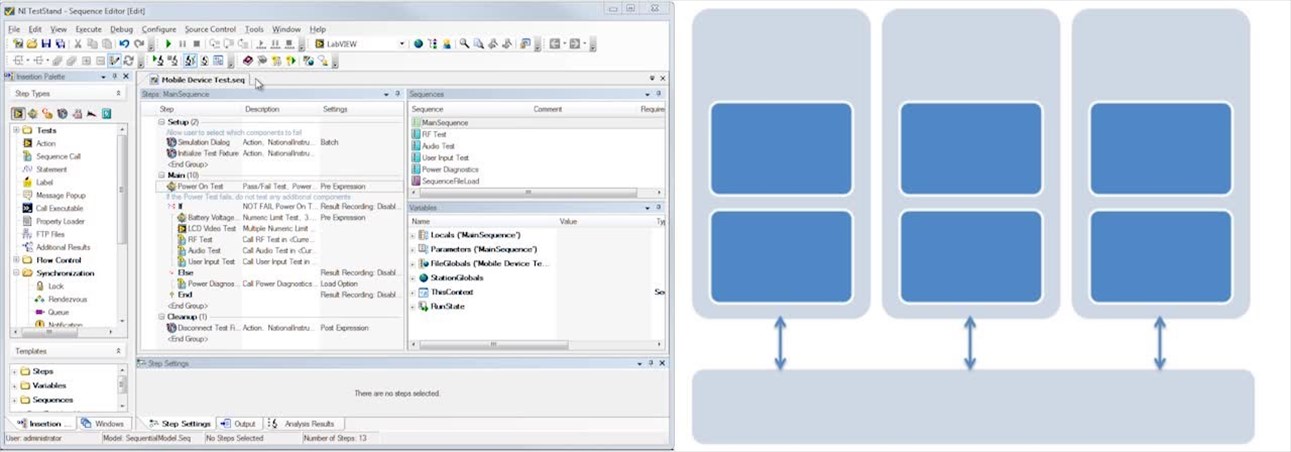 NI TestStand - Sequence Editor [Edit]
File Edit View Execute Debug Configure Source Control Tools Window Help
LabVIEW
Insertion Palette
Mobile Device Test.seq
Step Types
Steps: MainSequence
Sequences
Step Description Settings
Sequence Comment Require
Setup (2)
Allow user to select which components to fail
Simulation Dialog Action, NationalInstru... Batch
Initialize Test Fixture Action, NationalInstru...
<End Group>
Main (10)
Power On Test Pass/Fail Test, Power... Pre Expression
If the Power Test fails, do not test any additional components
If NOT FAIL Power On T... Result Recording: Disabl...
Battery Voltage... Numeric Limit Test, 3... Pre Expression
LCD Video Test Multiple Numeric Limit...
RF Test Call RF Test in <Curre...
Audio Test Call Audio Test in <Cur...
User Input Test Call User Input Test in...
Else Result Recording: Disabl...
Power Diagnos... Call Power Diagnostics... Load Option
End Result Recording: Disabl...
<End Group>
Cleanup (1)
Disconnect Test Fi... Action, NationalInstru... Post Expression
<End Group>
MainSequence
RF Test
Audio Test
User Input Test
Power Diagnostics
SequenceFileLoad
Variables
Name Value Ty
Locals ('MainSequence')
Parameters ('MainSequence')
FileGlobals ('Mobile Device Te...
StationGlobals
ThisContext Se
RunState
Tests
Action
Sequence Call
Statement
Label
Message Popup
Call Executable
Property Loader
FTP Files
Additional Results
Flow Control
Synchronization
Lock
Rendezvous
Queue
Notification
Templates
Steps
Variables
Sequences
Step Settings
There are no steps selected.
Insertion ... Windows
Step Settings Output Analysis Results
User: administrator Model: SequentialModel.Seq No Steps Selected Number of Steps: 13